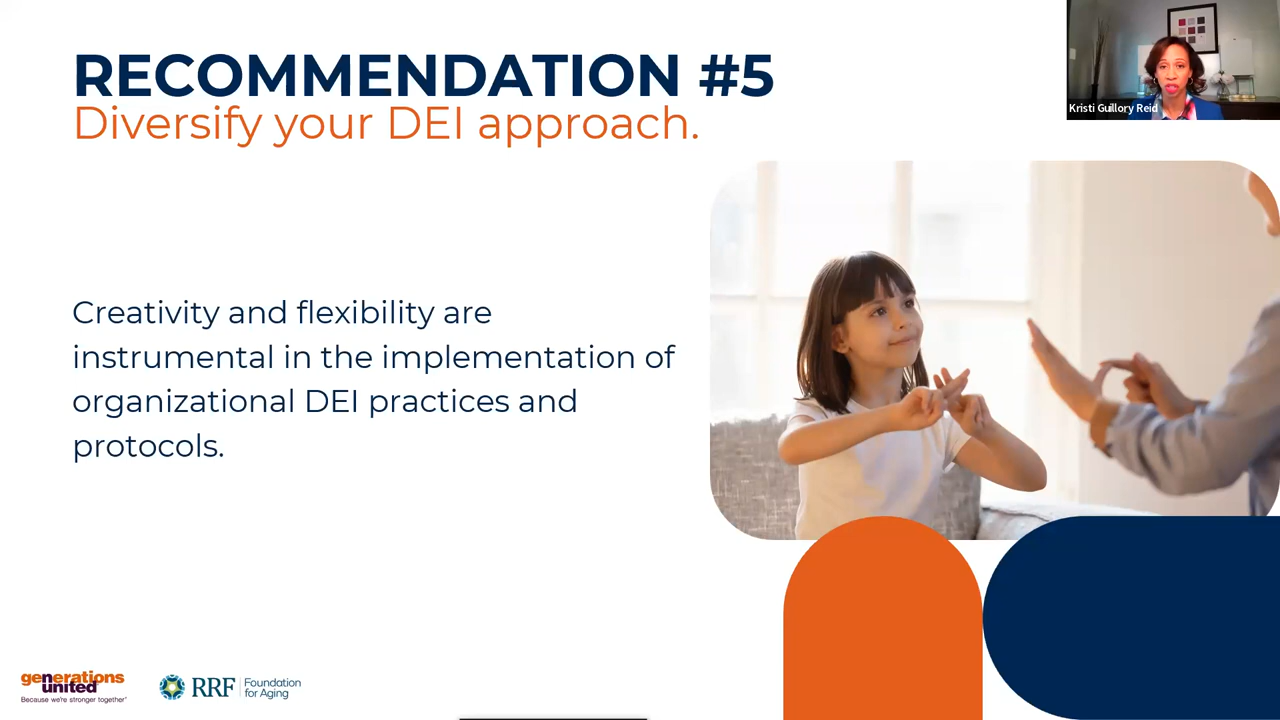 RECOMMENDATION #5
Diversify your DEI approach.
Kristi Guillory Reid
Creativity and flexibility are
instrumental in the implementation of
organizational DEI practices and
protocols.
generations
united
Because we're stronger together®
RRF
Foundation
for Aging